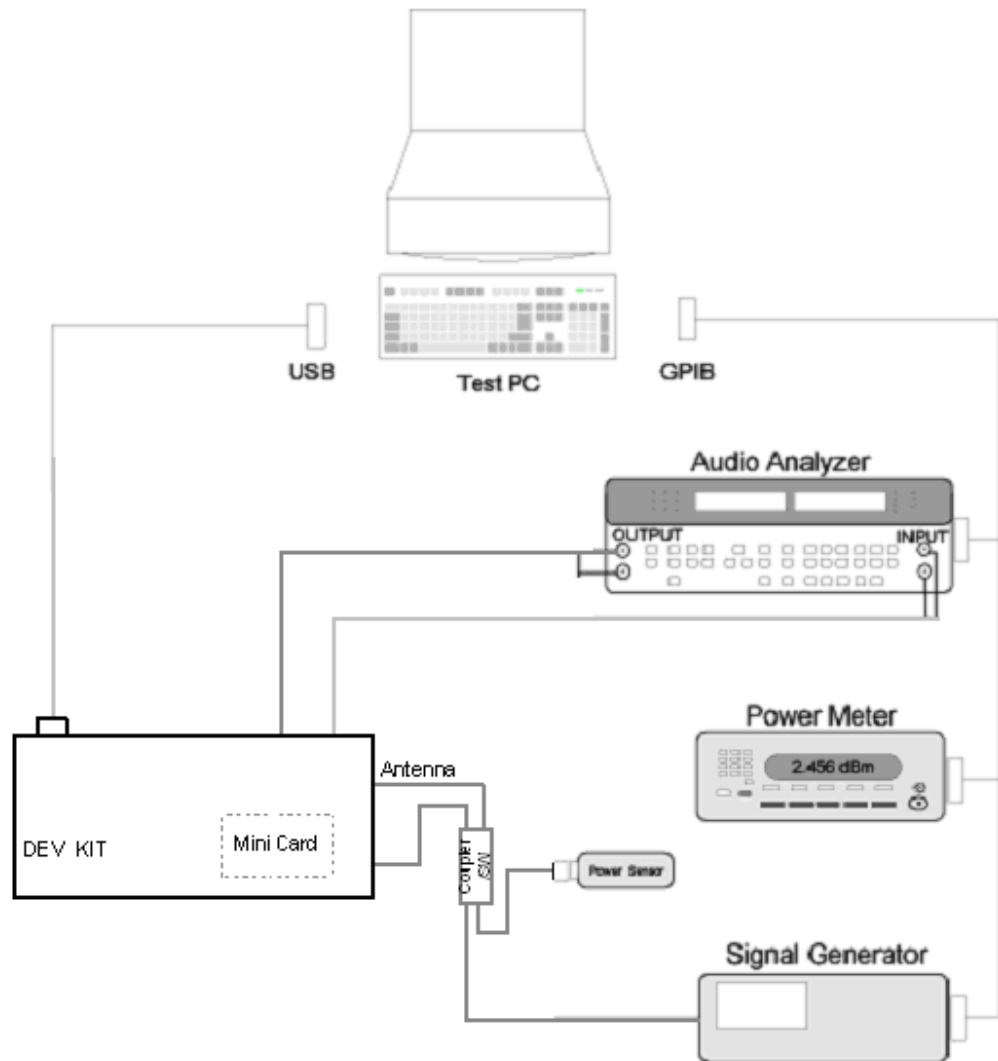 USB
Test PC
GPIB
Audio Analyzer
OUTPUT
INPUT
Power Meter
2.456 dBm
Antenna
DEV KIT
Mini Card
Coupler
/SW
Power Sensor
Signal Generator